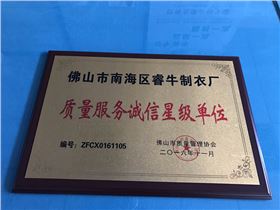 佛山市南海区睿牛制衣厂
质量服务诚信星级单位
编号：ZFCX0161105
佛山市质量管理协会
二〇一六年十一月